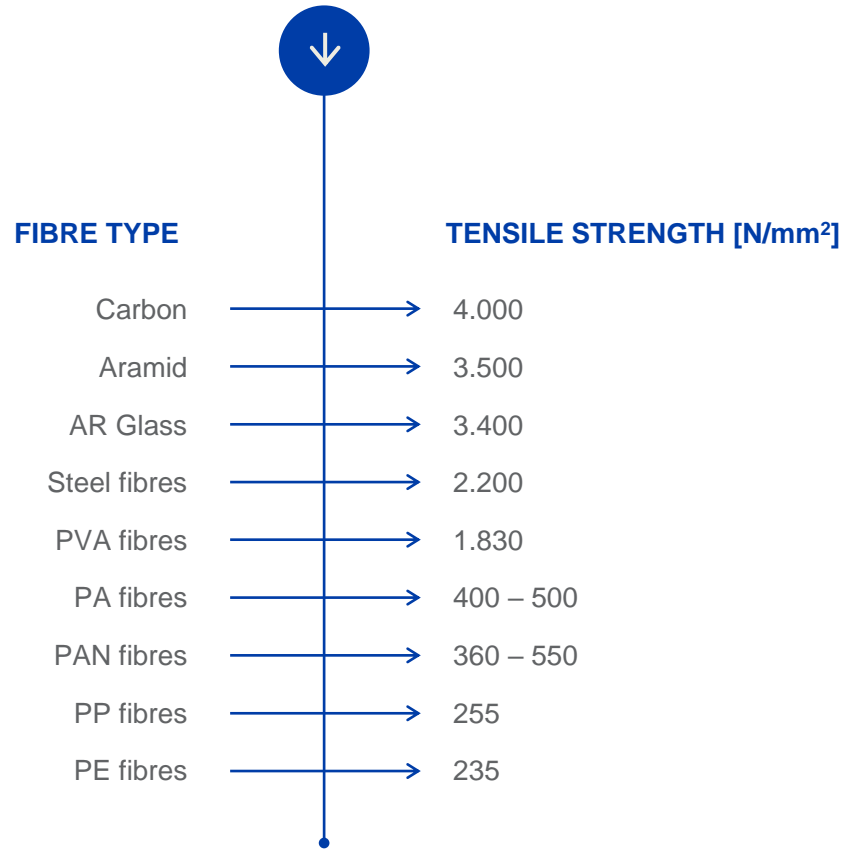 FIBRE TYPE TENSILE STRENGTH [N/mm²]
Carbon 4.000
Aramid 3.500
AR Glass 3.400
Steel fibres 2.200
PVA fibres 1.830
PA fibres 400 – 500
PAN fibres 360 – 550
PP fibres 255
PE fibres 235